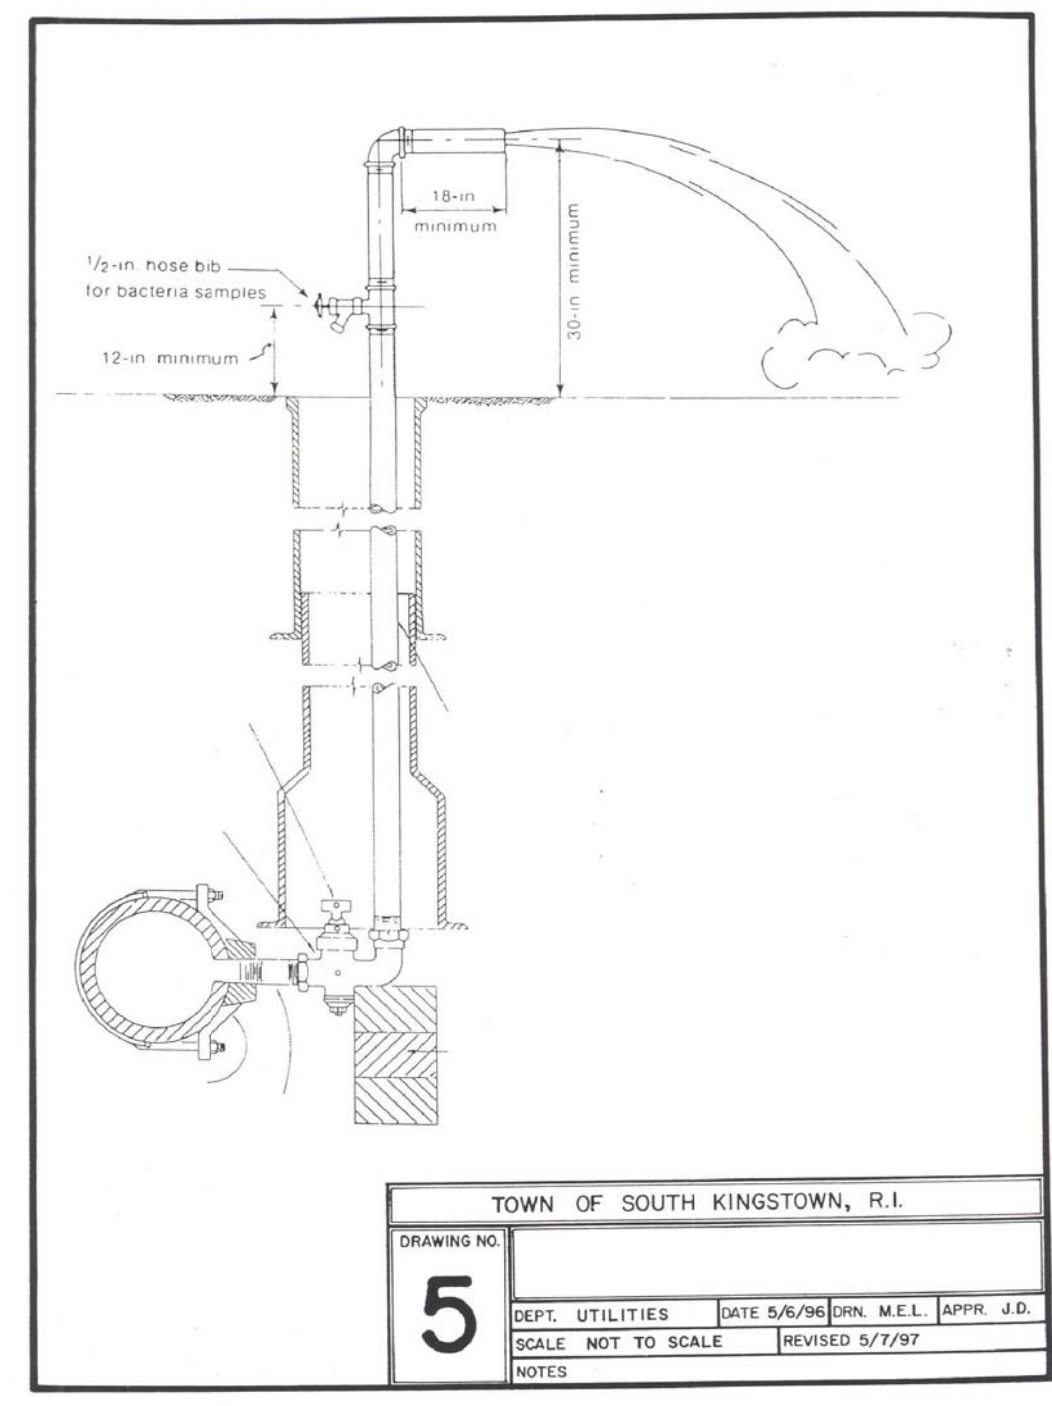 18-in
minimum
30-in minimum
1/2-in. hose bib
for bacteria samples
12-in minimum
TOWN OF SOUTH KINGSTOWN, R.I.
DRAWING NO.
5
DEPT. UTILITIES
DATE 5/6/96
DRN. M.E.L.
APPR. J.D.
SCALE NOT TO SCALE
REVISED 5/7/97
NOTES